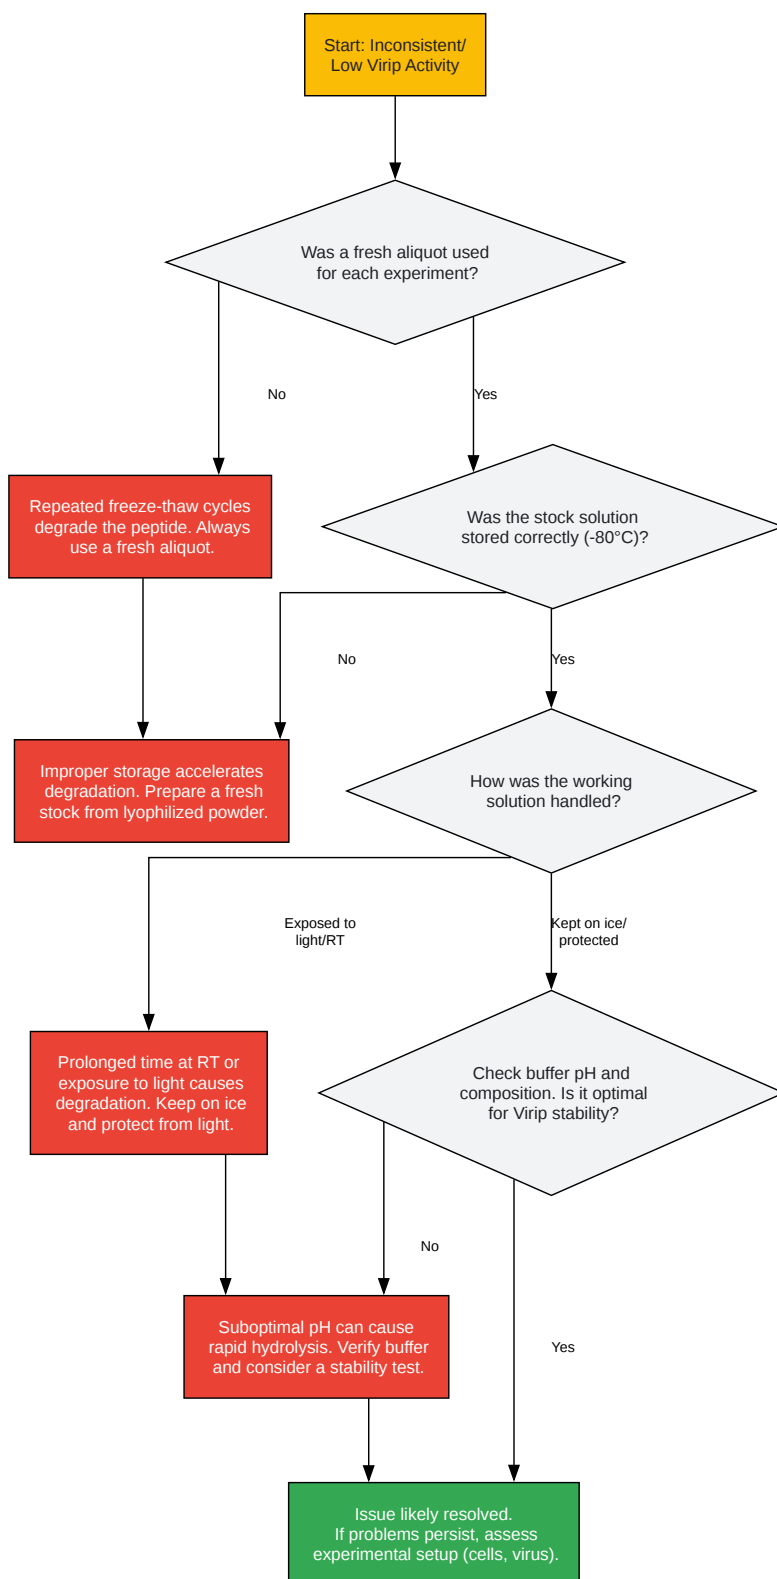 Start: Inconsistent/
Low Virip Activity
Was a fresh aliquot used
for each experiment?
No
Yes
Repeated freeze-thaw cycles
degrade the peptide. Always
use a fresh aliquot.
Was the stock solution
stored correctly (-80°C)?
No
Yes
Improper storage accelerates
degradation. Prepare a fresh
stock from lyophilized powder.
How was the working
solution handled?
Exposed to
light/RT
Kept on ice/
protected
Prolonged time at RT or
exposure to light causes
degradation. Keep on ice
and protect from light.
Check buffer pH and
composition. Is it optimal
for Virip stability?
No
Suboptimal pH can cause
rapid hydrolysis. Verify buffer
and consider a stability test.
Yes
Issue likely resolved.
If problems persist, assess
experimental setup (cells, virus).